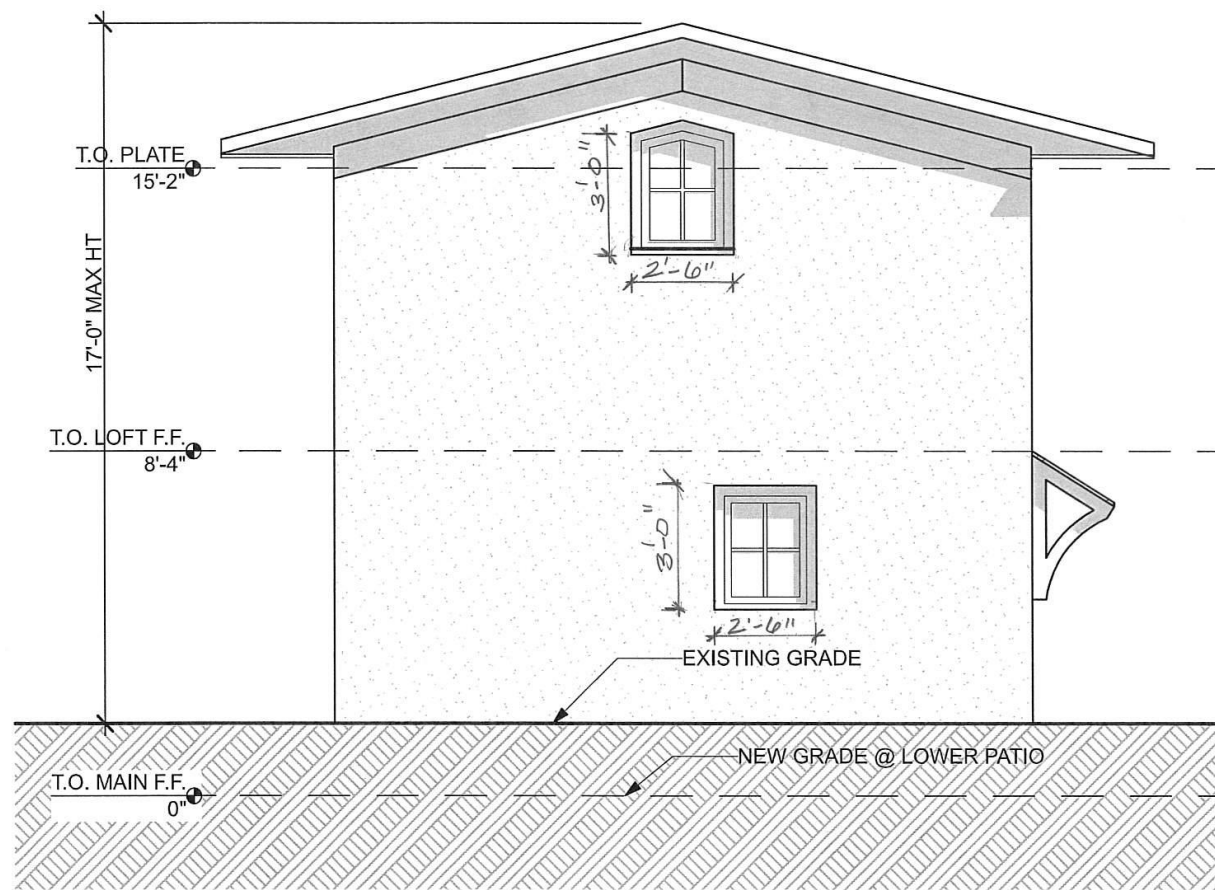 T.O. PLATE
15'-2"
3'-0"
2'-6"
17'-0" MAX HT
T.O. LOFT F.F.
8'-4"
3'-0"
2'-6"
EXISTING GRADE
NEW GRADE @ LOWER PATIO
T.O. MAIN F.F.
0"